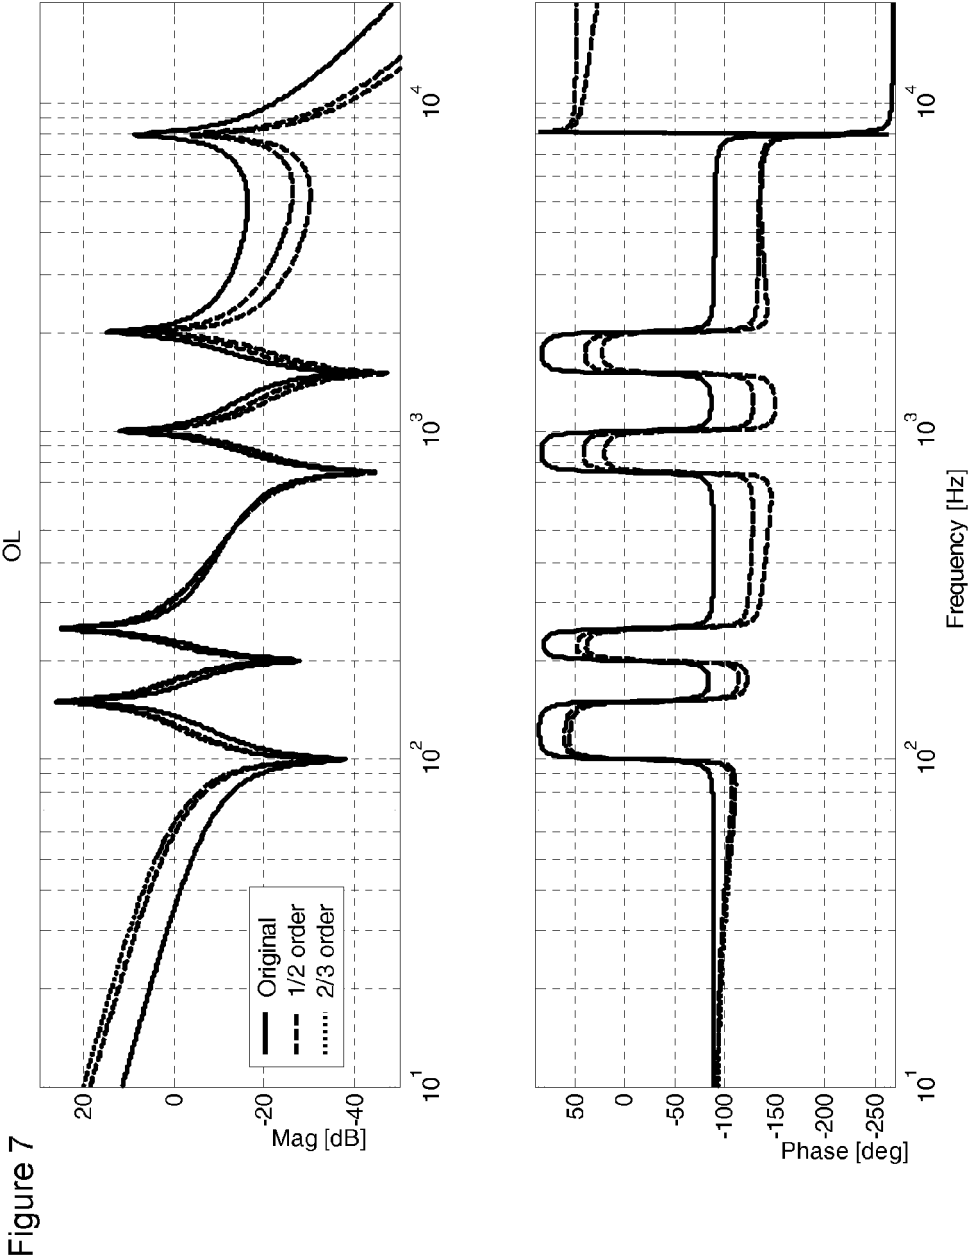 Figure 7
OL
Mag [dB]
20
0
-20
-40
Original
1/2 order
2/3 order
10^1
10^2
10^3
10^4
Phase [deg]
50
0
-50
-100
-150
-200
-250
10^1
10^2
10^3
10^4
Frequency [Hz]